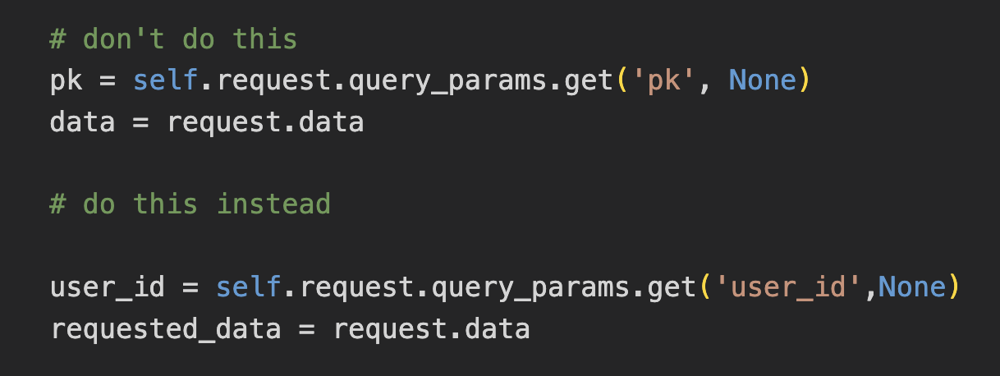 # don't do this
pk = self.request.query_params.get('pk', None)
data = request.data
# do this instead
user_id = self.request.query_params.get('user_id',None)
requested_data = request.data